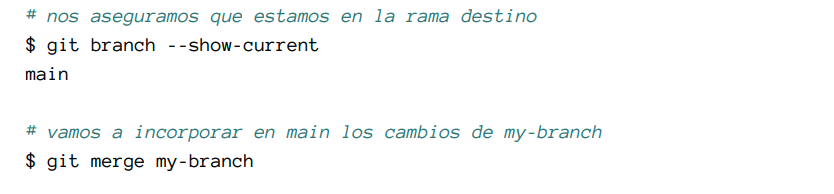 # nos aseguramos que estamos en la rama destino
$ git branch --show-current
main
# vamos a incorporar en main los cambios de my-branch
$ git merge my-branch